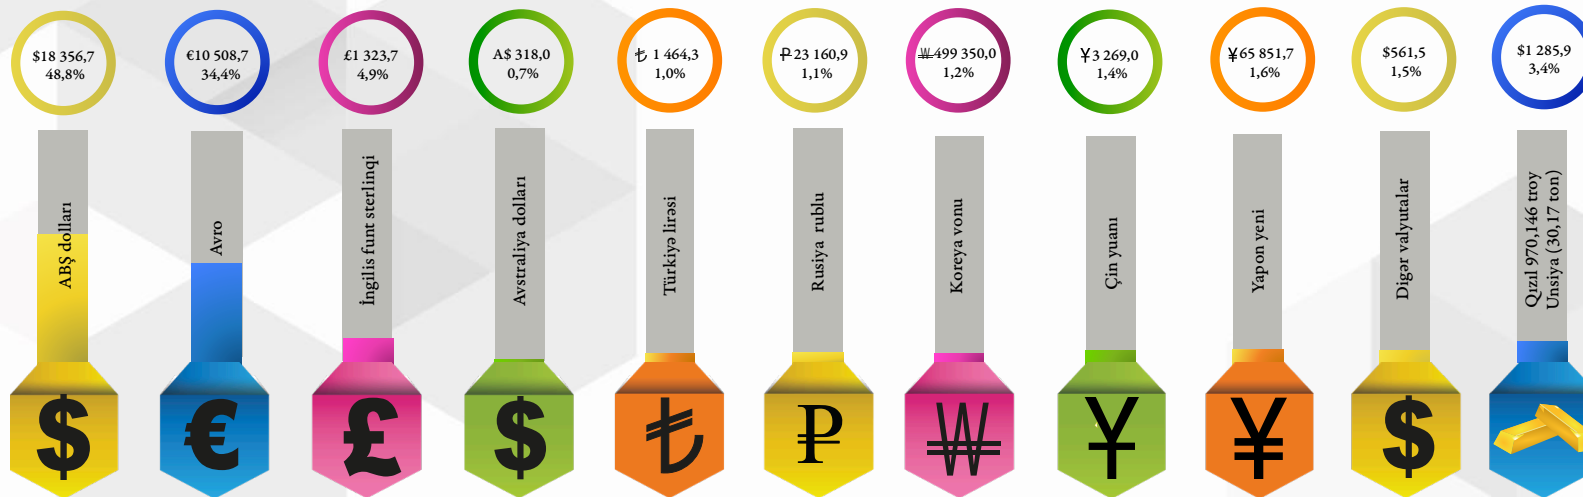 $18 356,7
48,8%
€10 508,7
34,4%
£1 323,7
4,9%
A$ 318,0
0,7%
₺ 1 464,3
1,0%
₽23 160,9
1,1%
₩499 350,0
1,2%
¥3 269,0
1,4%
¥65 851,7
1,6%
$561,5
1,5%
$1 285,9
3,4%
ABŞ dolları
Avro
İngilis funt sterlinqi
Avstraliya dolları
Türkiyə lirəsi
Rusiya rublu
Koreya vonu
Çin yuanı
Yapon yeni
Digər valyutalar
Qızıl 970,146 troy
Unsiya (30,17 ton)
$
€
£
$
₺
₽
₩
¥
¥
$